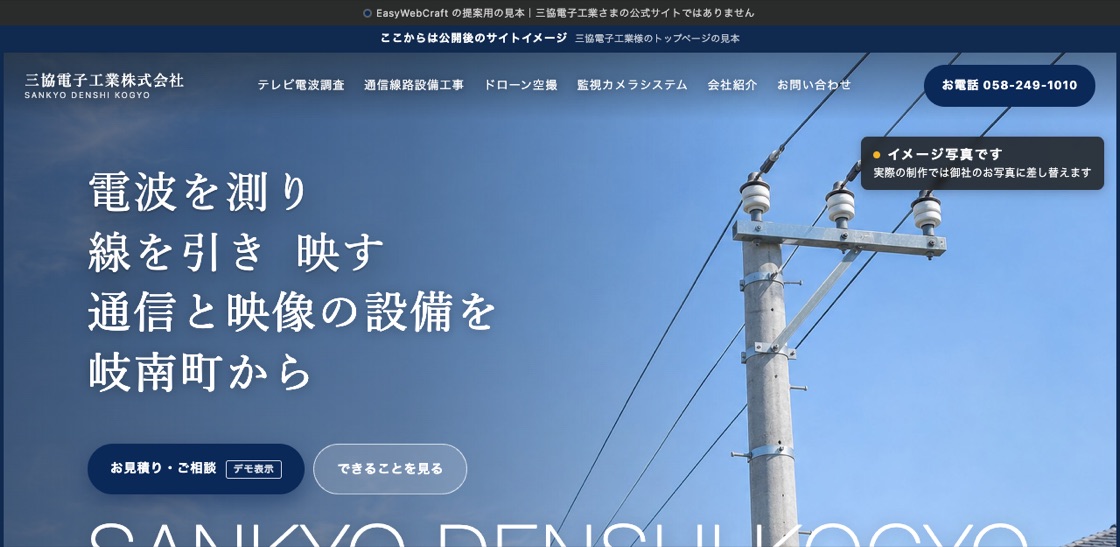 EasyWebCraft の提案用の見本｜三協電子工業さまの公式サイトではありません
ここからは公開後のサイトイメージ 三協電子工業様のトップページの見本
三協電子工業株式会社
SANKYO DENSHI KOGYO
テレビ電波調査 通信線路設備工事 ドローン空撮 監視カメラシステム 会社紹介 お問い合わせ
お電話 058-249-1010
イメージ写真です
実際の制作では御社のお写真に差し替えます
電波を測り
線を引き 映す
通信と映像の設備を
岐南町から
お見積り・ご相談 デモ表示
できることを見る
SANKYO DENSHI KOGYO